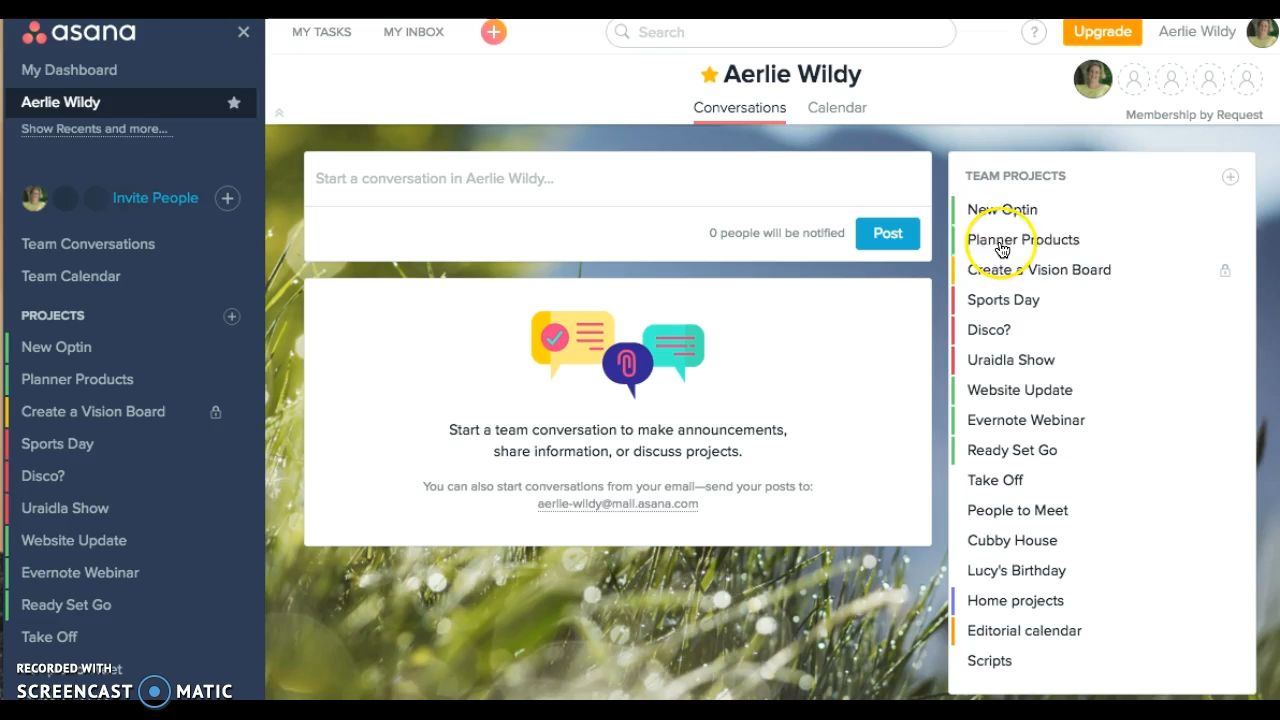 asana
My Dashboard
Aerlie Wildy
Show Recents and more...
Invite People
Team Conversations
Team Calendar
PROJECTS
New Optin
Planner Products
Create a Vision Board
Sports Day
Disco?
Uraidla Show
Website Update
Evernote Webinar
Ready Set Go
Take Off
RECORDED WITH
SCREENCAST MATIC
MY TASKS
MY INBOX
Search
?
Upgrade
Aerlie Wildy
Aerlie Wildy
Conversations
Calendar
Membership by Request
Start a conversation in Aerlie Wildy...
0 people will be notified
Post
Start a team conversation to make announcements,
share information, or discuss projects.
You can also start conversations from your email—send your posts to:
aerlie-wildy@mail.asana.com
TEAM PROJECTS
New Optin
Planner Products
Create a Vision Board
Sports Day
Disco?
Uraidla Show
Website Update
Evernote Webinar
Ready Set Go
Take Off
People to Meet
Cubby House
Lucy's Birthday
Home projects
Editorial calendar
Scripts